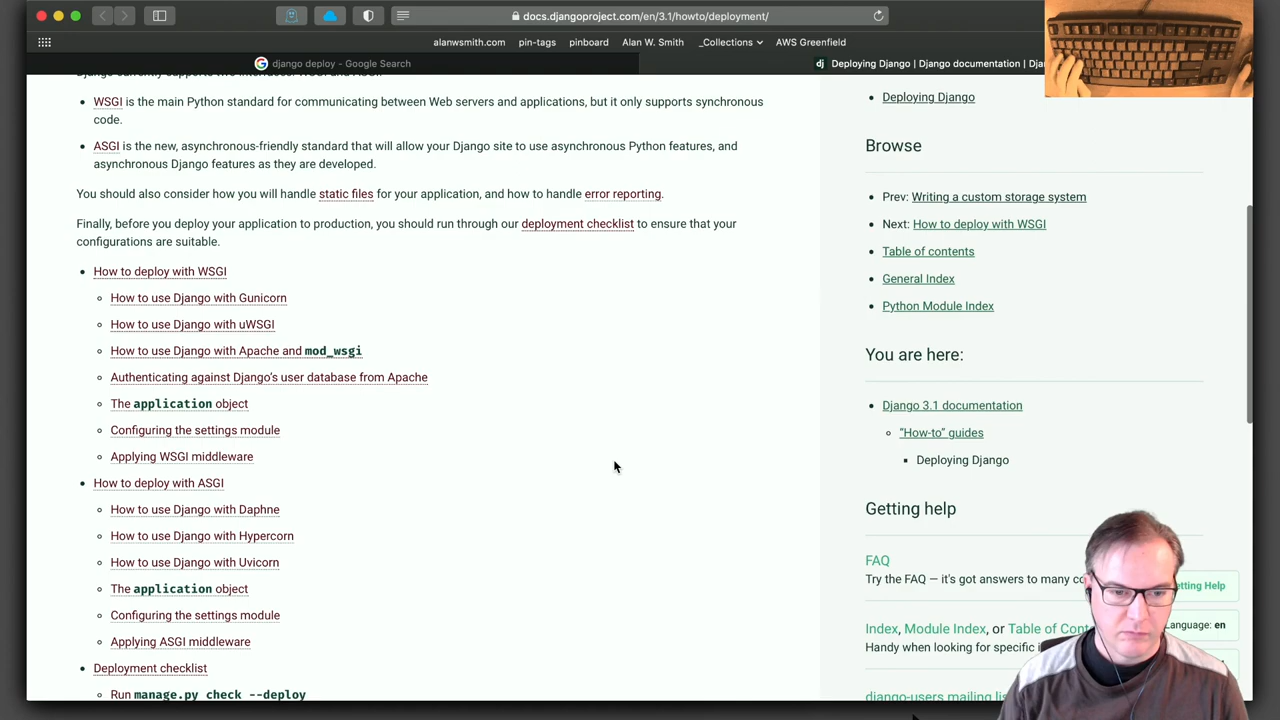 docs.djangoproject.com/en/3.1/howto/deployment/
alanwsmith.com pin-tags pinboard Alan W. Smith _Collections AWS Greenfield
django deploy - Google Search
dj Deploying Django | Django documentation |
WSGI is the main Python standard for communicating between Web servers and applications, but it only supports synchronous
code.
ASGI is the new, asynchronous-friendly standard that will allow your Django site to use asynchronous Python features, and
asynchronous Django features as they are developed.
You should also consider how you will handle static files for your application, and how to handle error reporting.
Finally, before you deploy your application to production, you should run through our deployment checklist to ensure that your
configurations are suitable.
How to deploy with WSGI
How to use Django with Gunicorn
How to use Django with uWSGI
How to use Django with Apache and mod_wsgi
Authenticating against Django's user database from Apache
The application object
Configuring the settings module
Applying WSGI middleware
How to deploy with ASGI
How to use Django with Daphne
How to use Django with Hypercorn
How to use Django with Uvicorn
The application object
Configuring the settings module
Applying ASGI middleware
Deployment checklist
Run manage.py check --deploy
Deploying Django
Browse
Prev: Writing a custom storage system
Next: How to deploy with WSGI
Table of contents
General Index
Python Module Index
You are here:
Django 3.1 documentation
"How-to" guides
Deploying Django
Getting help
FAQ
Try the FAQ — it's got answers to many
Index, Module Index, or Table of
Handy when looking for specific
django-users mailing
Help
Language: en